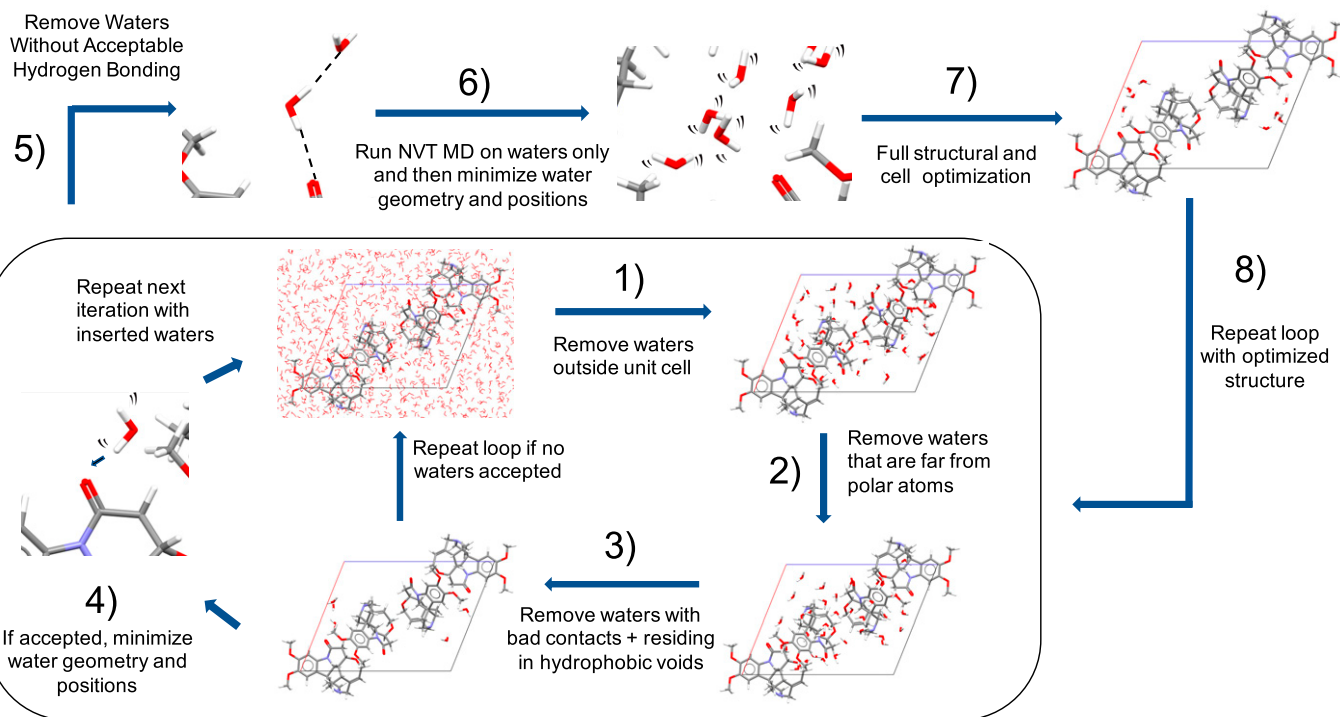 Remove Waters
Without Acceptable
Hydrogen Bonding
5)
6)
Run NVT MD on waters only
and then minimize water
geometry and positions
7)
Full structural and
cell optimization
8)
Repeat loop
with optimized
structure
Repeat next
iteration with
inserted waters
1)
Remove waters
outside unit cell
2)
Remove waters
that are far from
polar atoms
3)
Remove waters with
bad contacts + residing
in hydrophobic voids
Repeat loop if no
waters accepted
4)
If accepted, minimize
water geometry and
positions